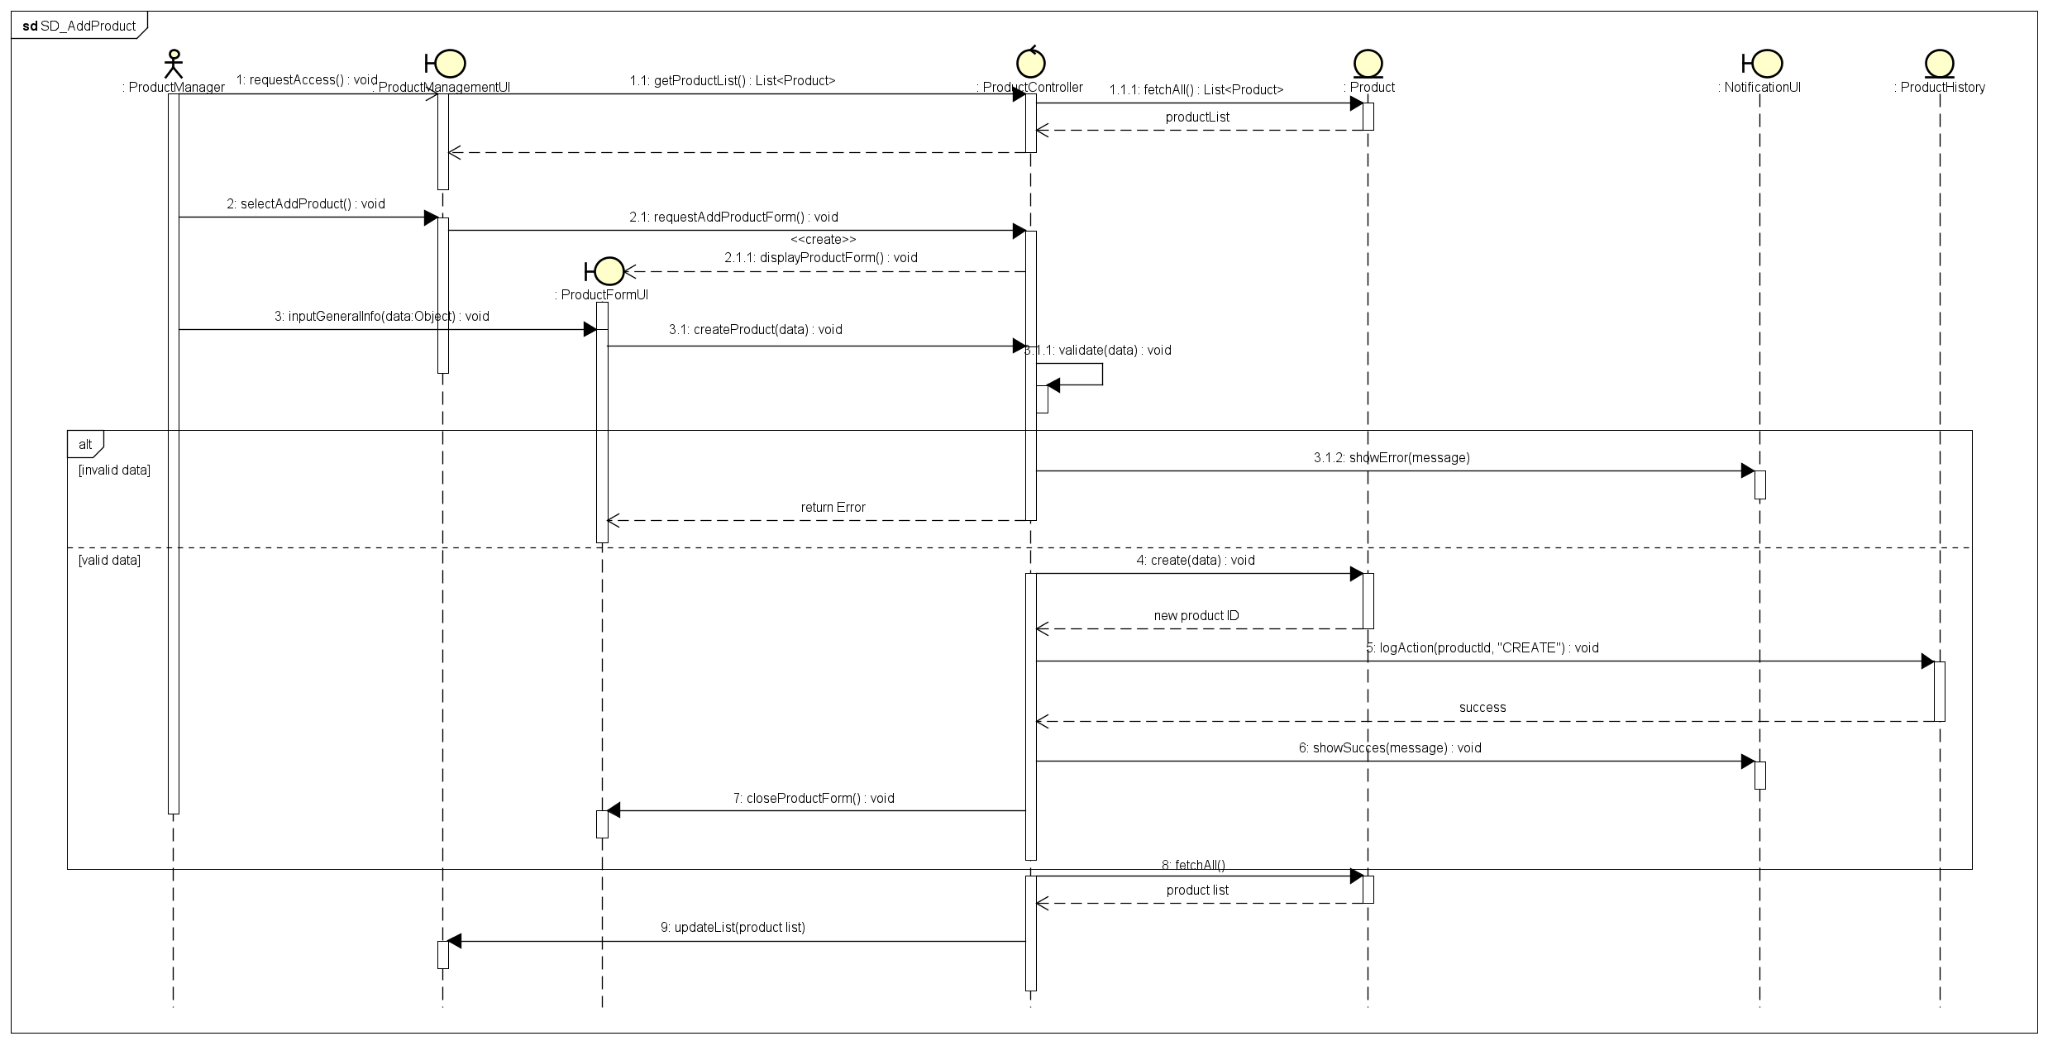 sd SD_AddProduct
: ProductManager
: ProductManagementUI
: ProductController
: Product
: NotificationUI
: ProductHistory
1: requestAccess() : void
1.1: getProductList() : List<Product>
1.1.1: fetchAll() : List<Product>
productList
2: selectAddProduct() : void
2.1: requestAddProductForm() : void
<<create>>
2.1.1: displayProductForm() : void
: ProductFormUI
3: inputGeneralInfo(data:Object) : void
3.1: createProduct(data) : void
3.1.1: validate(data) : void
alt
[invalid data]
3.1.2: showError(message)
return Error
[valid data]
4: create(data) : void
new product ID
5: logAction(productId, "CREATE") : void
success
6: showSucces(message) : void
7: closeProductForm() : void
8: fetchAll()
product list
9: updateList(product list)